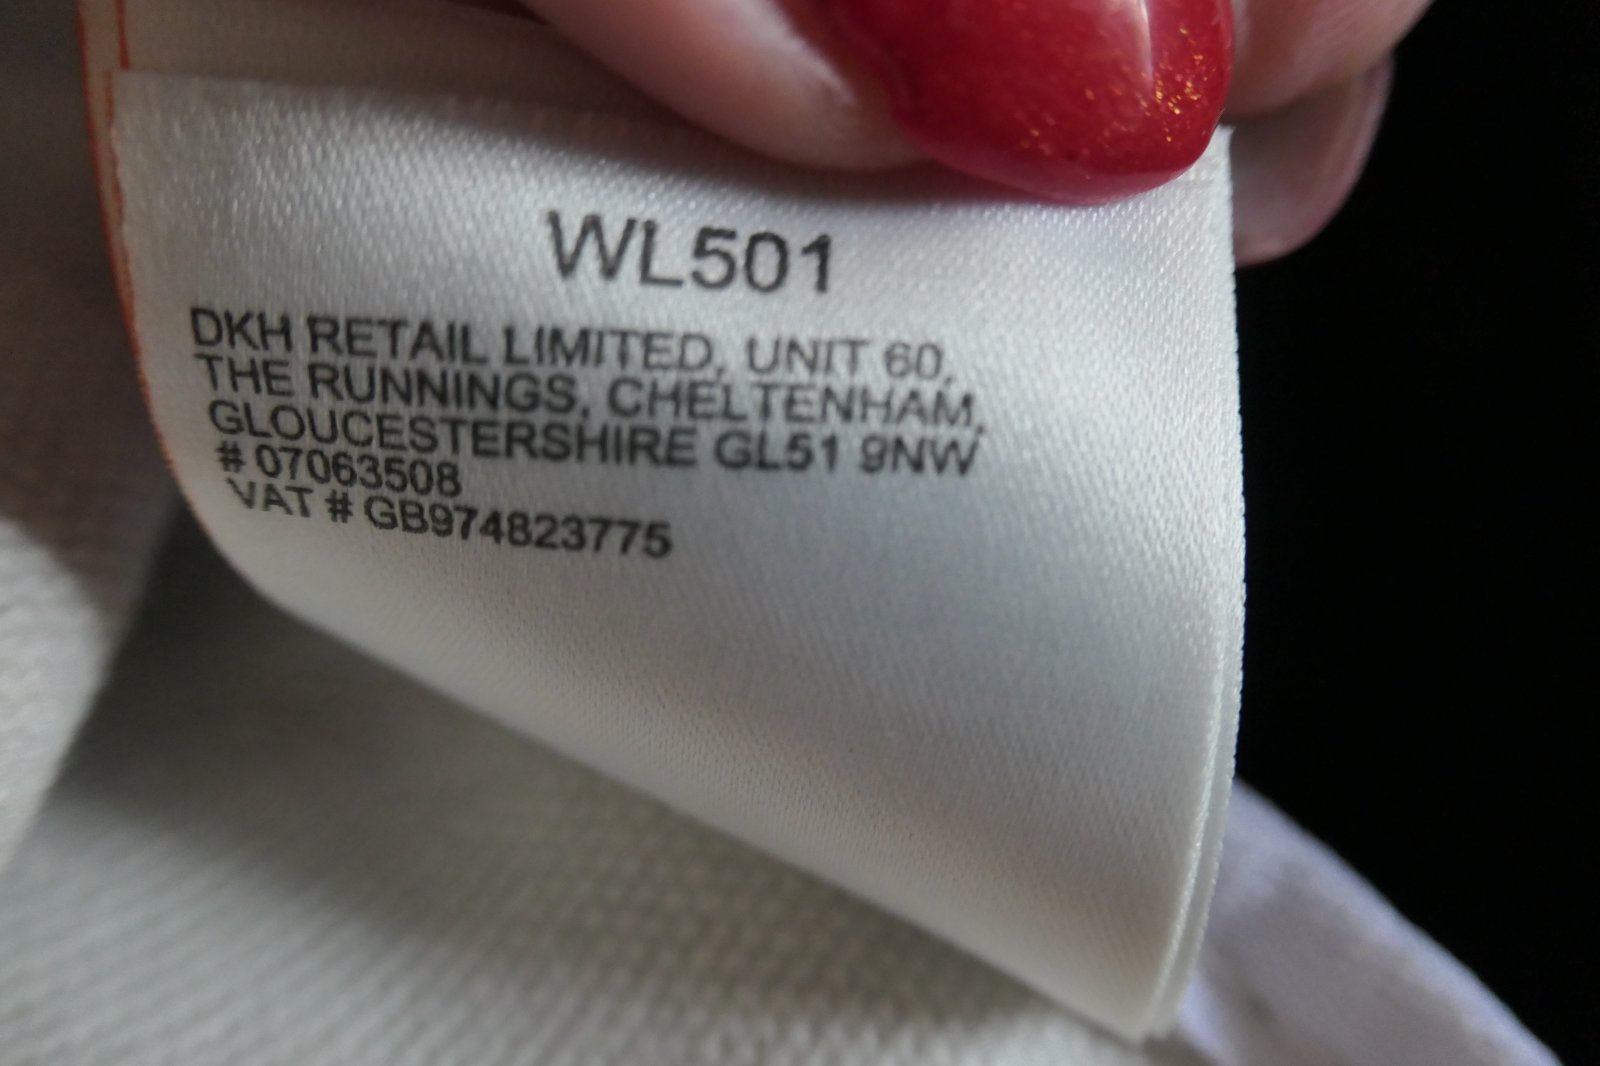 WL501
DKH RETAIL LIMITED, UNIT 60,
THE RUNNINGS, CHELTENHAM,
GLOUCESTERSHIRE GL51 9NW
# 07063508
VAT # GB974823775